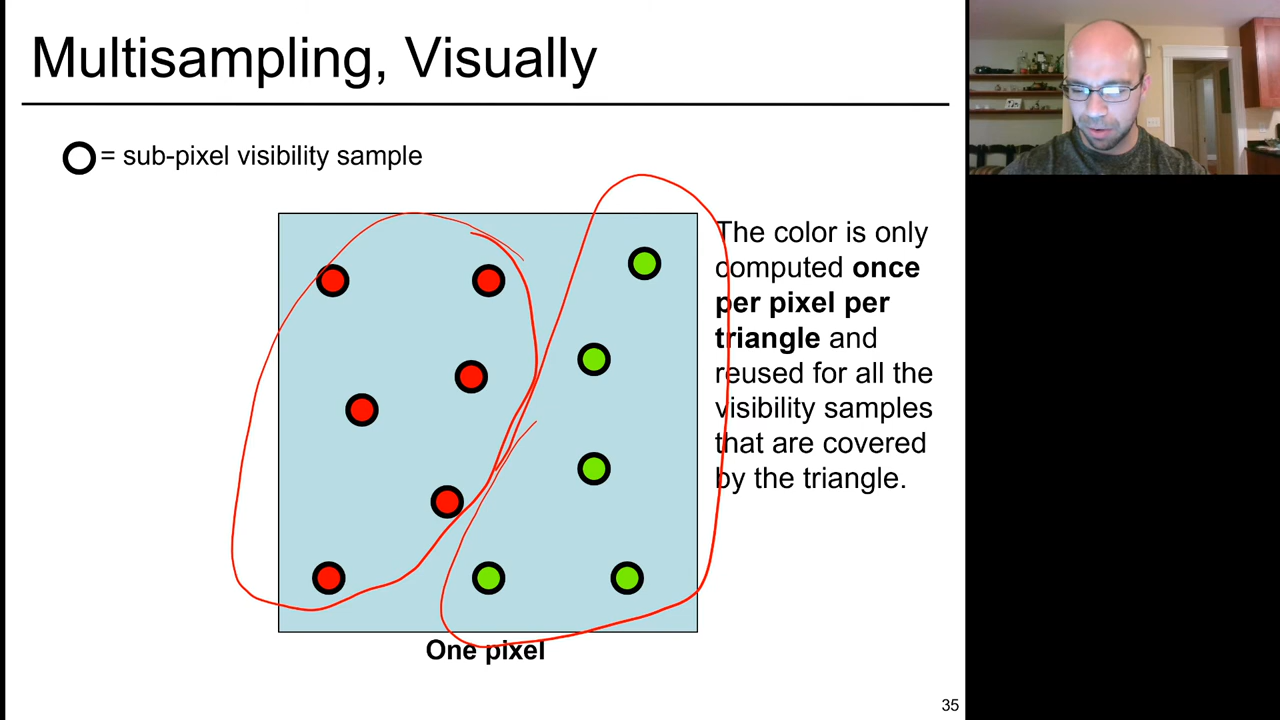 Multisampling, Visually
= sub-pixel visibility sample
The color is only
computed once
per pixel per
triangle and
reused for all the
visibility samples
that are covered
by the triangle.
One pixel
35